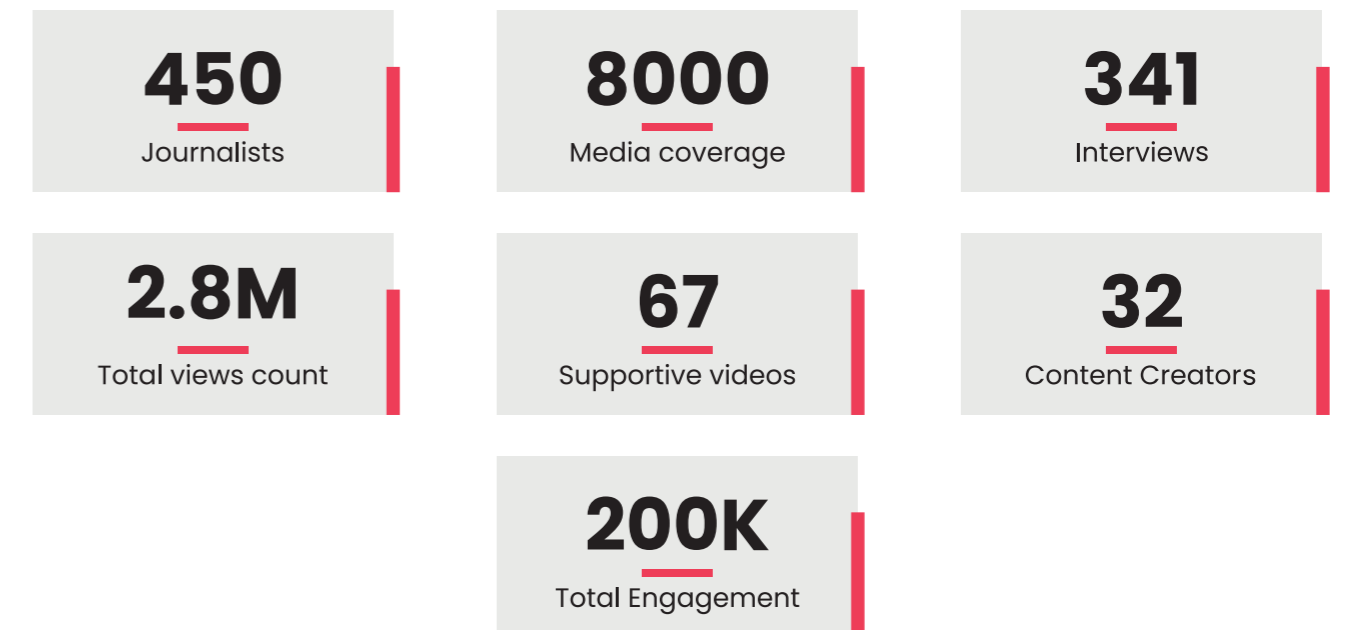 450
Journalists
8000
Media coverage
341
Interviews
2.8M
Total views count
67
Supportive videos
32
Content Creators
200K
Total Engagement